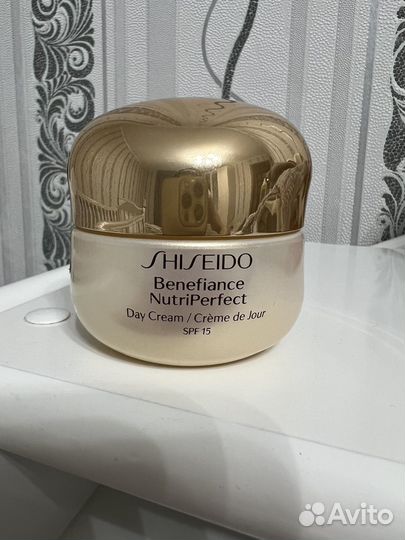 SHISEIDO
Benefiance
NutriPerfect
Day Cream / Crème de Jour
SPF 15
Avito